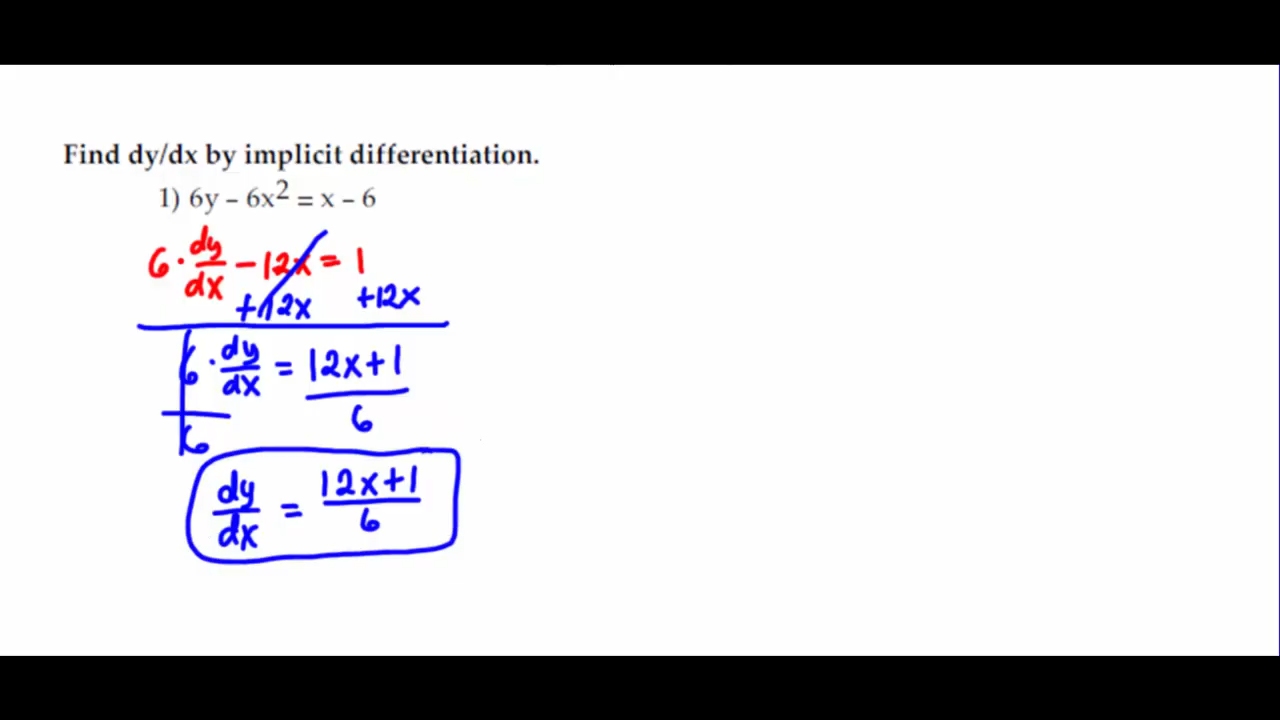 Find dy/dx by implicit differentiation.
1) 6y – 6x² = x – 6
6 · dy/dx – 12x = 1
+12x +12x
6 · dy/dx = 12x+1
6 6
dy/dx = 12x+1/6